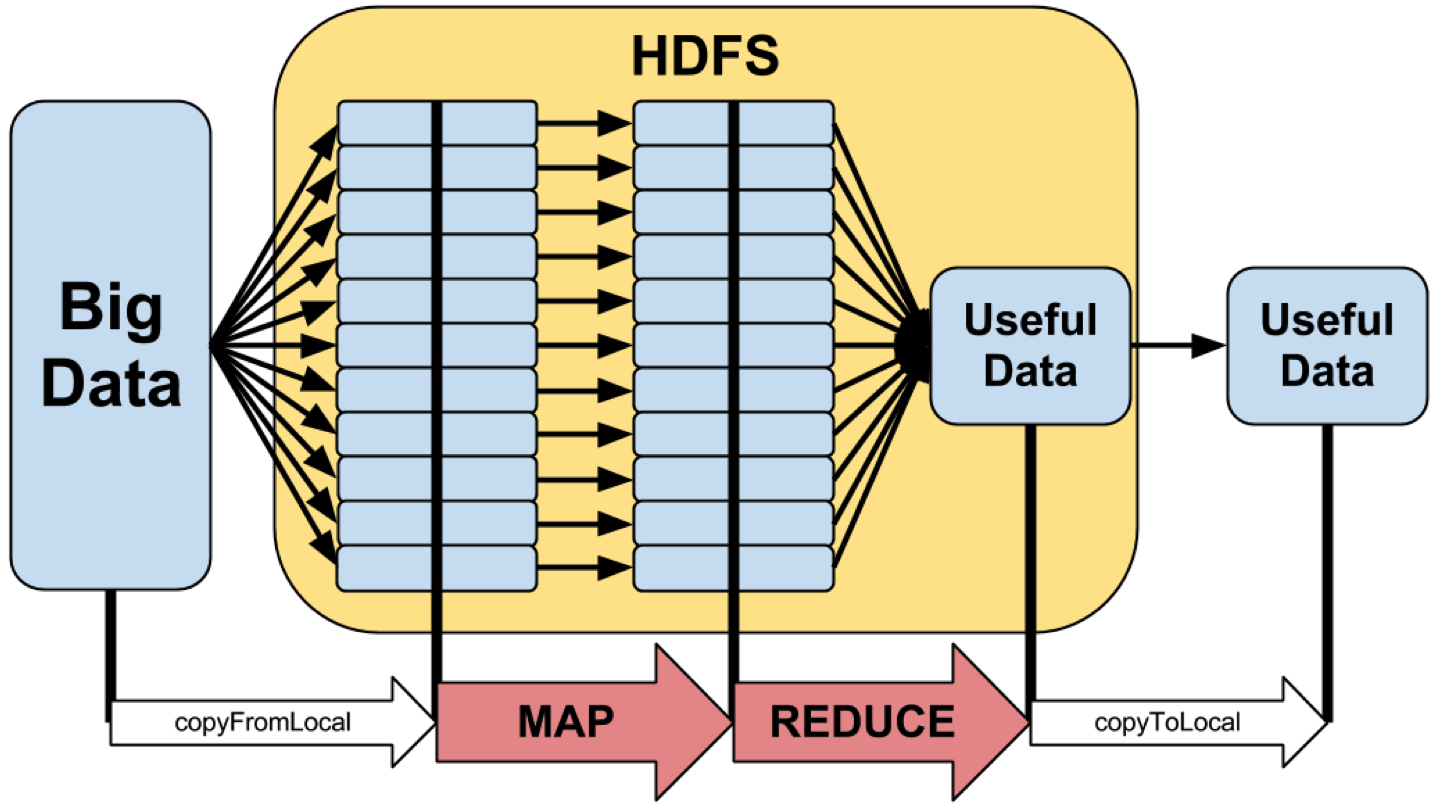 HDFS
Big
Data
Useful
Data
Useful
Data
copyFromLocal
MAP
REDUCE
copyToLocal